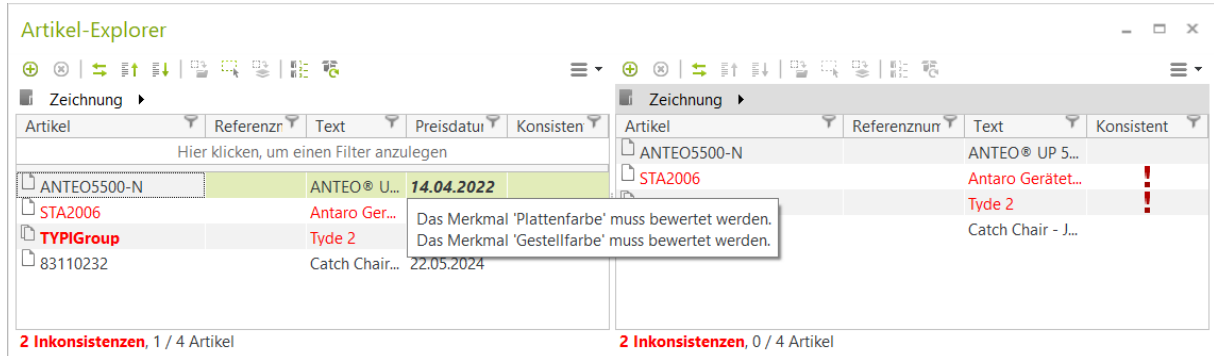 Artikel-Explorer
Zeichnung
Artikel Referenzr Text Preisdatur Konsisten
Hier klicken, um einen Filter anzulegen
ANTEO5500-N ANTEO® U... 14.04.2022
STA2006 Antaro Ger...
TYPIGroup Tyde 2
83110232 Catch Chair... 22.05.2024
2 Inkonsistenzen, 1 / 4 Artikel
Das Merkmal 'Plattenfarbe' muss bewertet werden.
Das Merkmal 'Gestellfarbe' muss bewertet werden.
Zeichnung
Artikel Referenznum Text Konsistent
ANTEO5500-N ANTEO® UP 5...
STA2006 Antaro Gerätet... !
Tyde 2 !
Catch Chair - J...
2 Inkonsistenzen, 0 / 4 Artikel